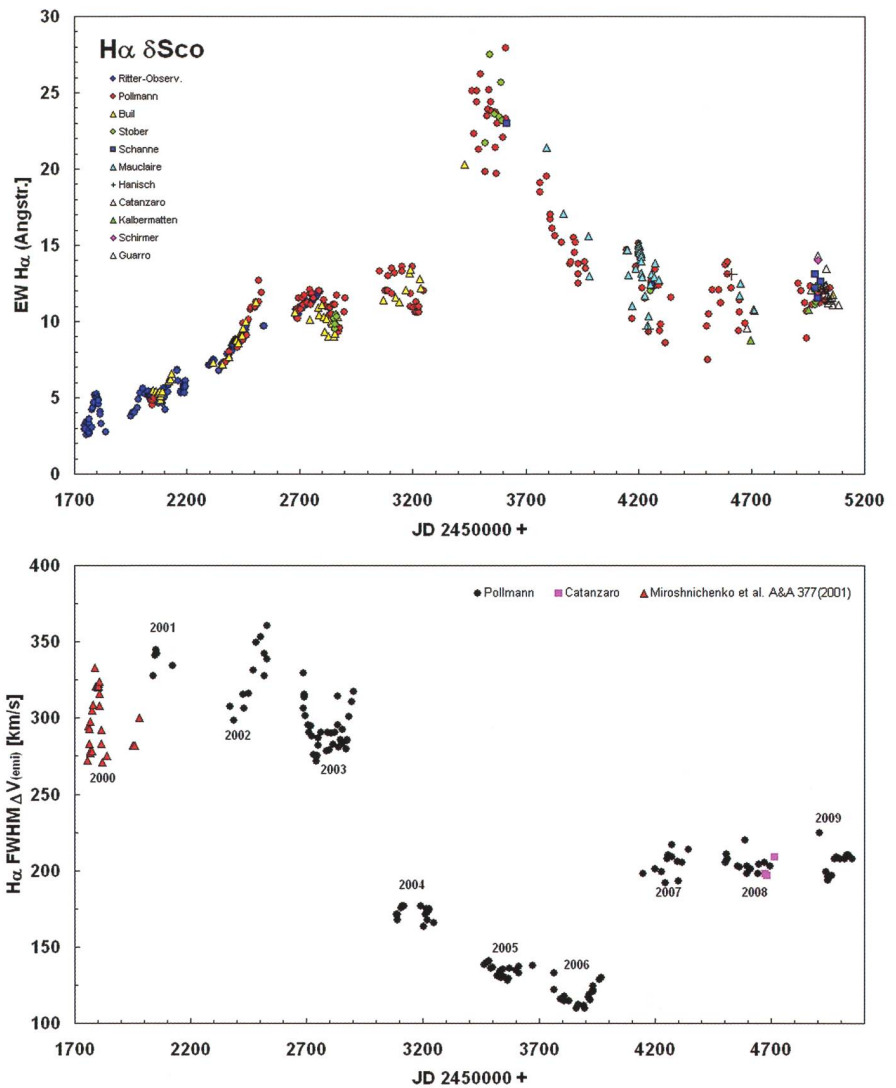 Hα δSco
Ritter-Observ.
Pollmann
Buil
Stober
Schanne
Mauclaire
Hanisch
Catanzaro
Kalbermatten
Schirmer
Guarro
EW Hα (Angstr.)
30
25
20
15
10
5
0
1700 2200 2700 3200 3700 4200 4700 5200
JD 2450000 +
Pollmann Catanzaro Miroshnichenko et al. A&A 377(2001)
Hα FWHM ΔV(emi) [km/s]
400
350
300
250
200
150
100
2000
2001
2002
2003
2004
2005
2006
2007
2008
2009
1700 2200 2700 3200 3700 4200 4700
JD 2450000 +